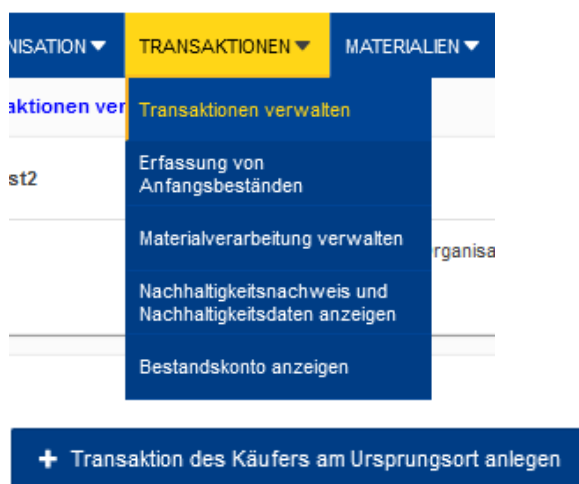 NISATION TRANSAKTIONEN MATERIALIEN
aktionen ver
Transaktionen verwalten
st2
Erfassung von
Anfangsbeständen
Materialverarbeitung verwalten
rganisa
Nachhaltigkeitsnachweis und
Nachhaltigkeitsdaten anzeigen
Bestandskonto anzeigen
+ Transaktion des Käufers am Ursprungsort anlegen